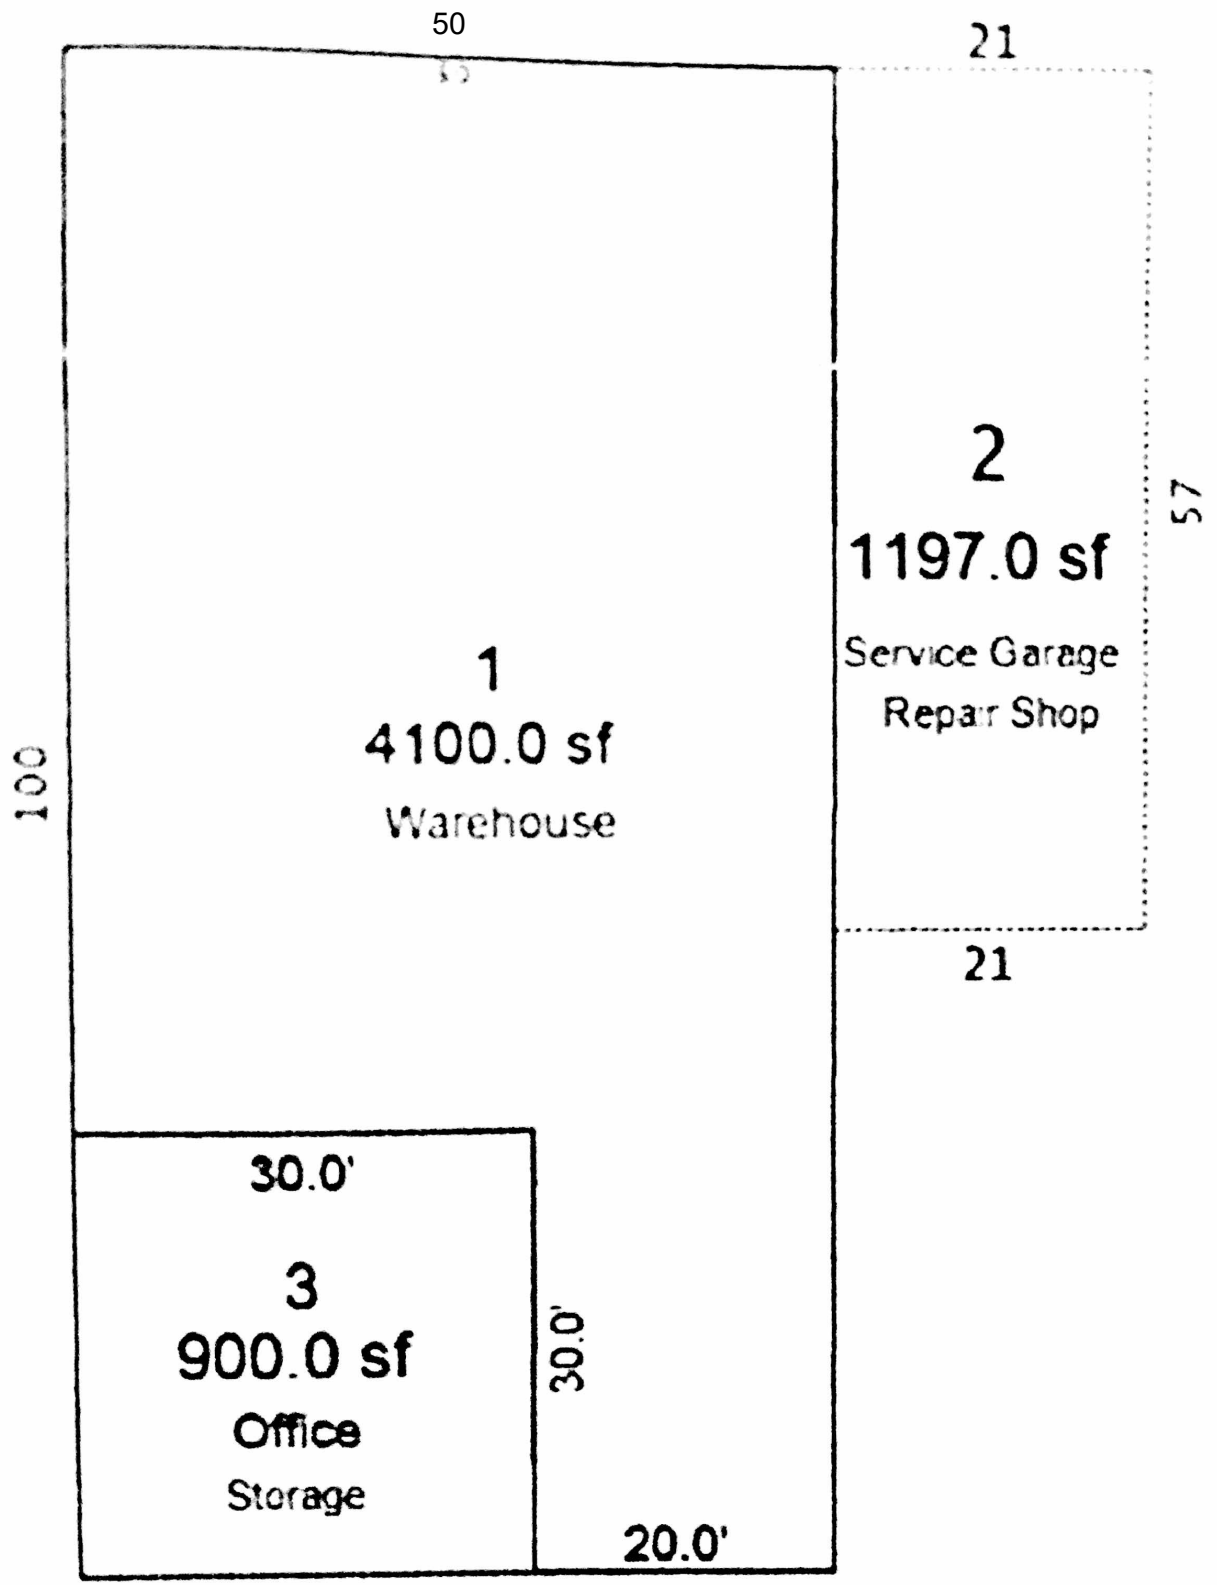 50
21
2
1197.0 sf
Service Garage
Repair Shop
57
1
4100.0 sf
Warehouse
100
21
30.0'
3
900.0 sf
Office
Storage
30.0'
20.0'